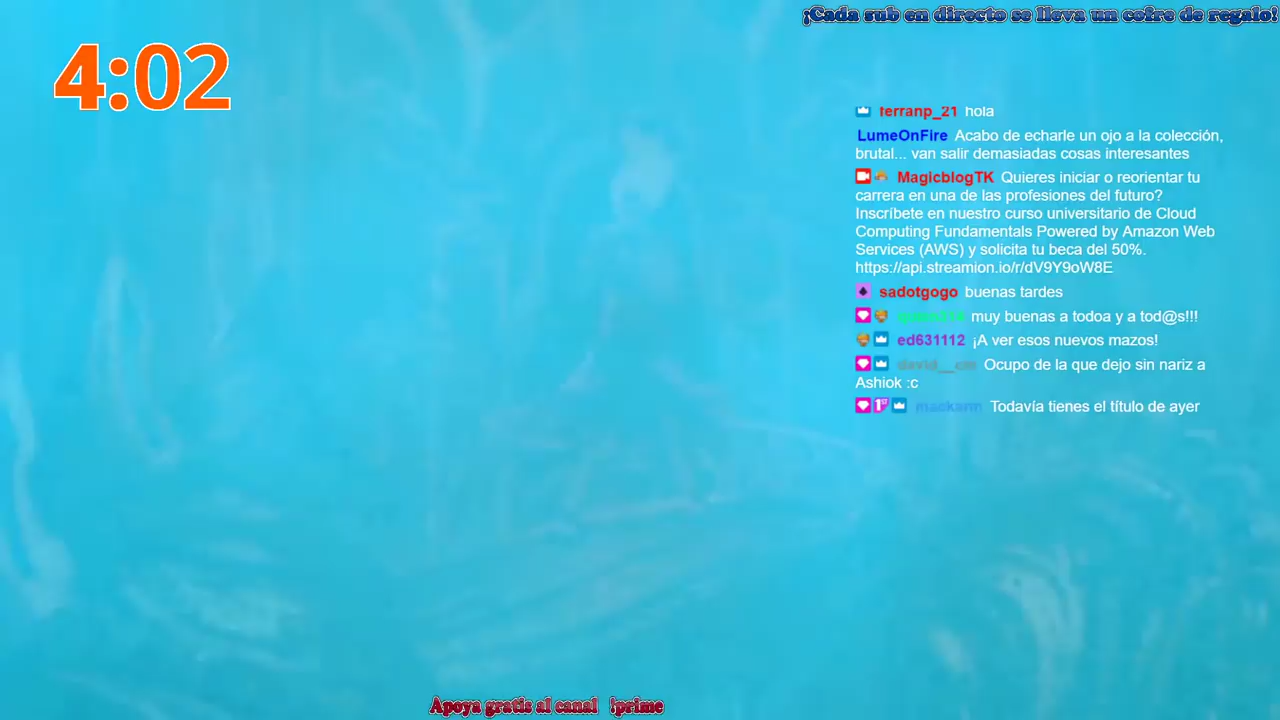 ¡Cada sub en directo se lleva un cofre de regalo!
4:02
ferranp_21 hola
LumeOnFire Acabo de echarle un ojo a la colección,
brutal... van salir demasiadas cosas interesantes
MagicblogTK Quieres iniciar o reorientar tu
carrera en una de las profesiones del futuro?
Inscríbete en nuestro curso universitario de Cloud
Computing Fundamentals Powered by Amazon Web
Services (AWS) y solicita tu beca del 50%.
https://api.streamion.io/r/dV9Y9oW8E
sadotgogo buenas tardes
muy buenas a todoa y a tod@s!!!
ed631112 ¡A ver esos nuevos mazos!
Ocupo de la que dejo sin nariz a
Ashiok :c
Todavía tienes el título de ayer
Apoya gratis al canal !prime